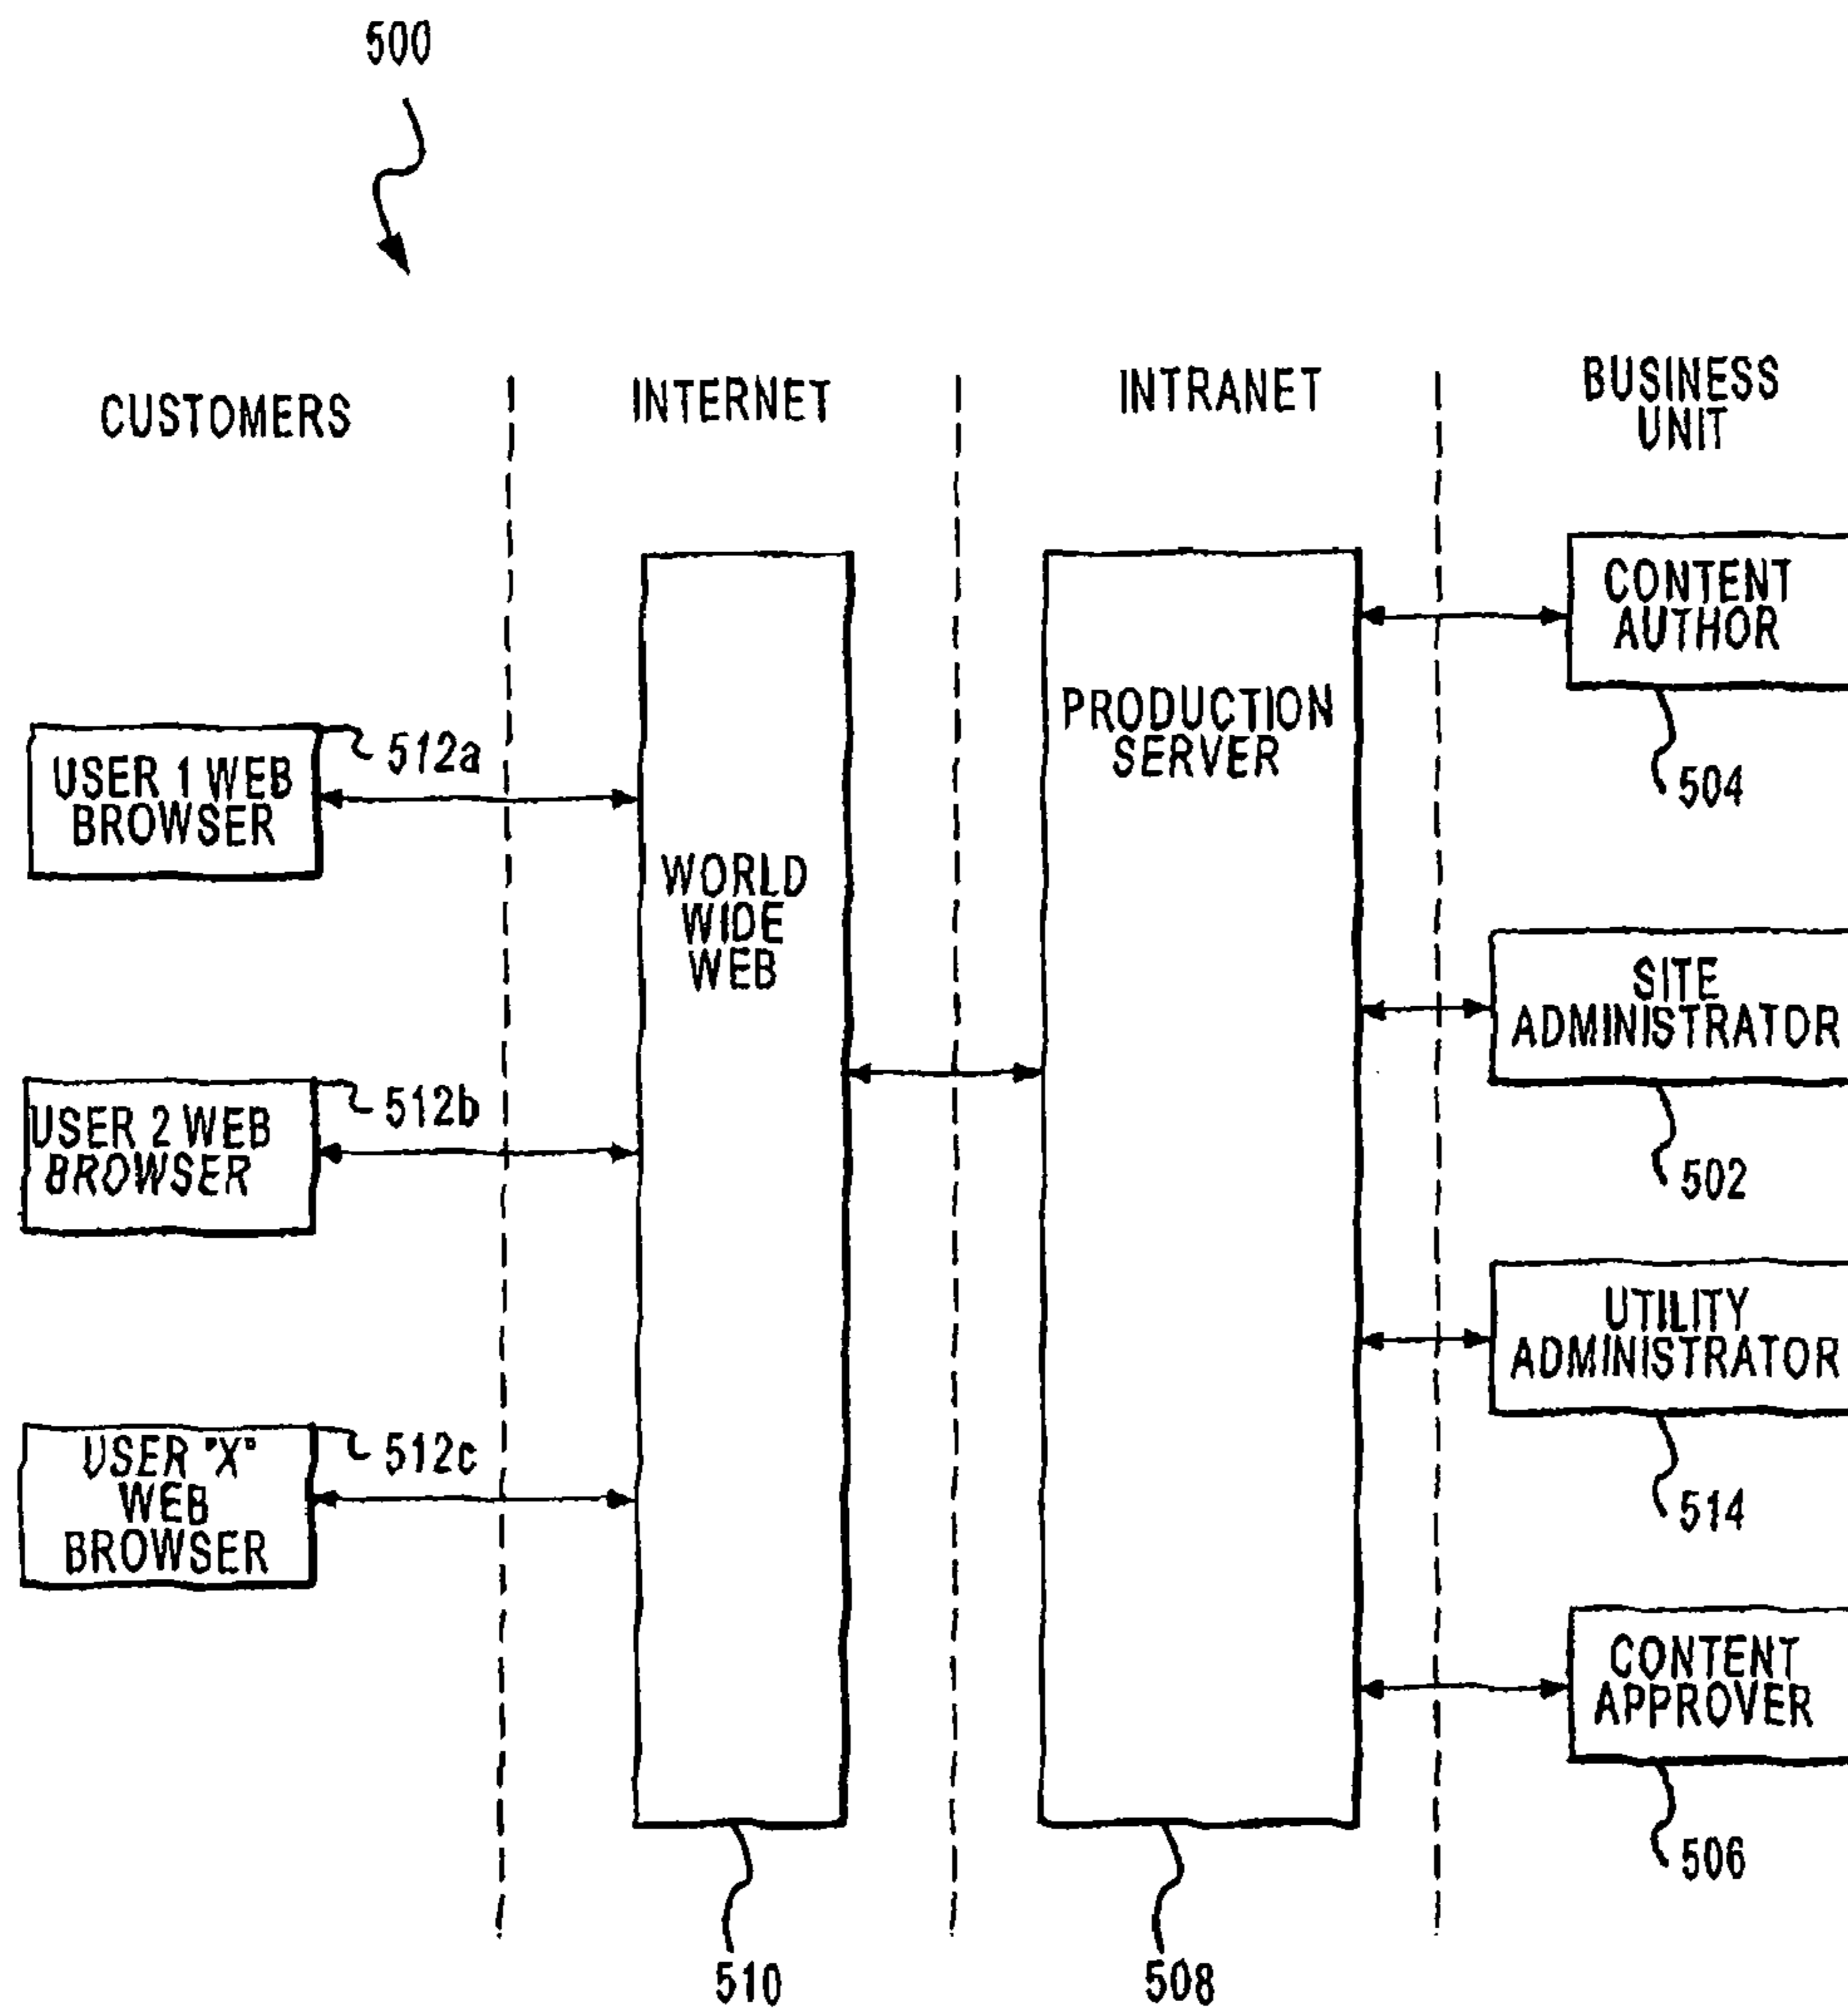 500
CUSTOMERS
INTERNET
INTRANET
BUSINESS
UNIT
USER 1 WEB
BROWSER
512a
USER 2 WEB
BROWSER
512b
USER "X"
WEB
BROWSER
512c
WORLD
WIDE
WEB
510
PRODUCTION
SERVER
508
CONTENT
AUTHOR
504
SITE
ADMINISTRATOR
502
UTILITY
ADMINISTRATOR
514
CONTENT
APPROVER
506